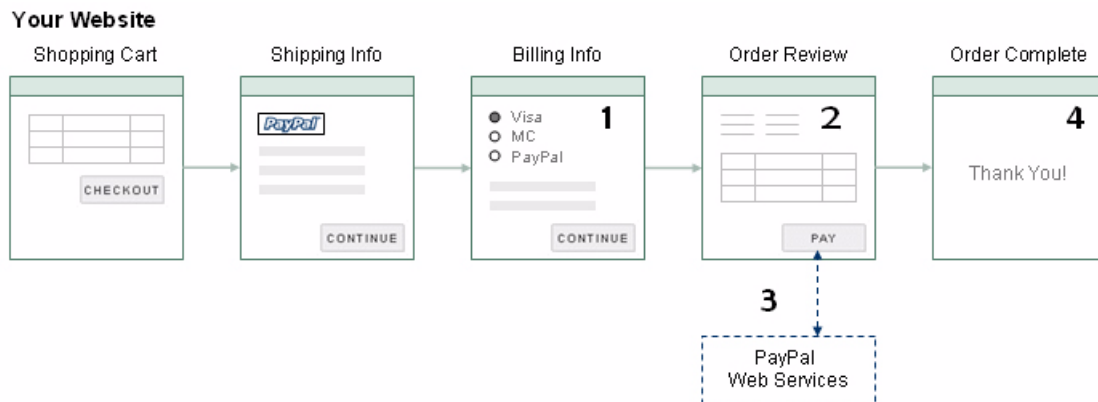 Your Website
Shopping Cart
Shipping Info
Billing Info
Order Review
Order Complete
CHECKOUT
PayPal
CONTINUE
1
Visa
MC
PayPal
CONTINUE
2
PAY
4
Thank You!
3
PayPal
Web Services